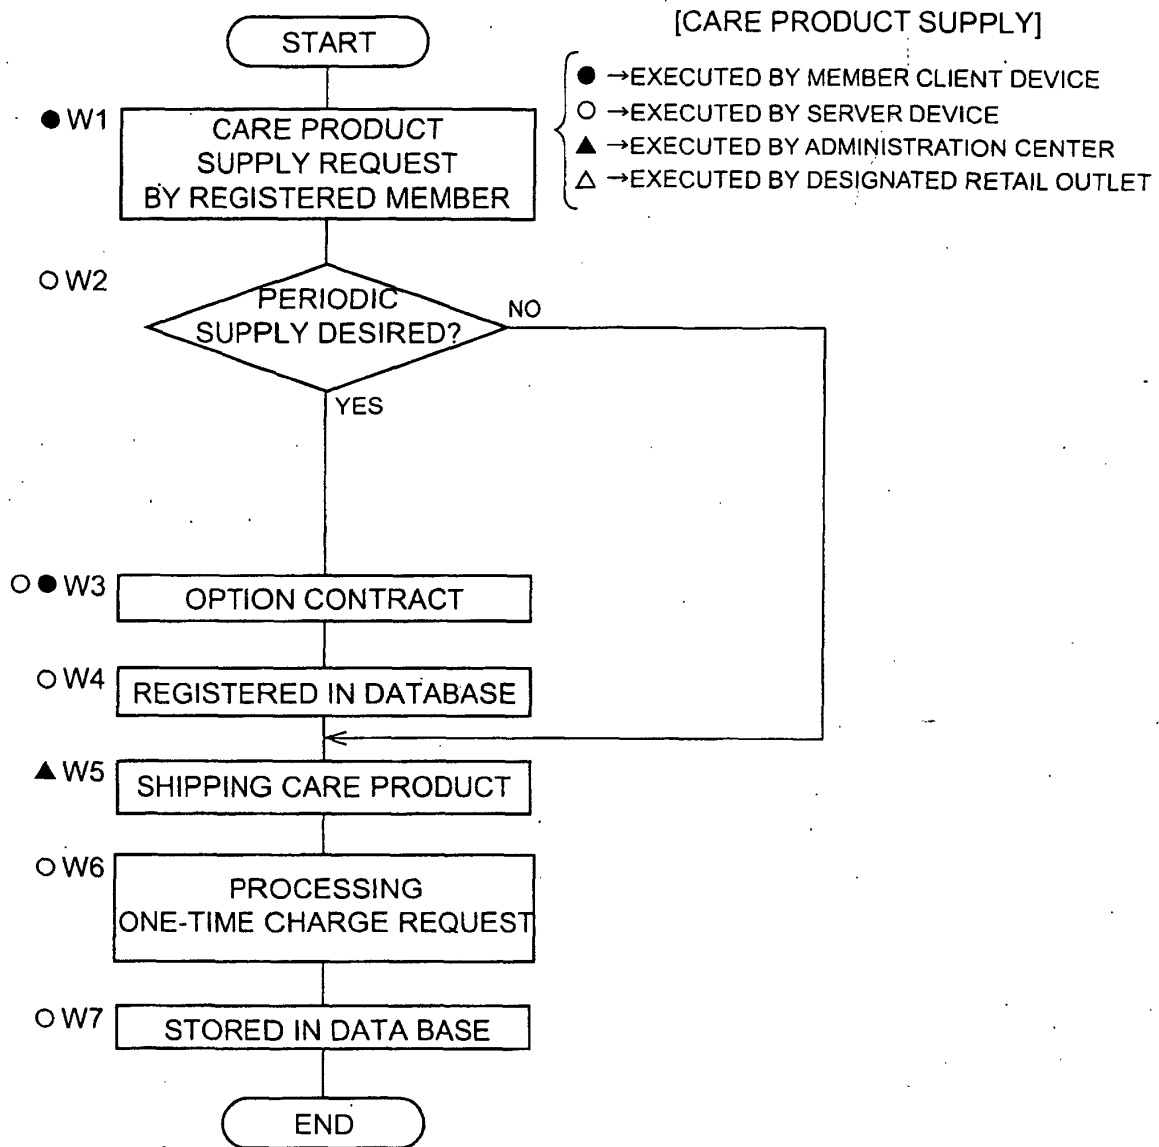 START
[CARE PRODUCT SUPPLY]
● →EXECUTED BY MEMBER CLIENT DEVICE
○ →EXECUTED BY SERVER DEVICE
▲ →EXECUTED BY ADMINISTRATION CENTER
△ →EXECUTED BY DESIGNATED RETAIL OUTLET
● W1
CARE PRODUCT
SUPPLY REQUEST
BY REGISTERED MEMBER
○ W2
PERIODIC
SUPPLY DESIRED?
NO
YES
○ ● W3
OPTION CONTRACT
○ W4
REGISTERED IN DATABASE
▲ W5
SHIPPING CARE PRODUCT
○ W6
PROCESSING
ONE-TIME CHARGE REQUEST
○ W7
STORED IN DATA BASE
END